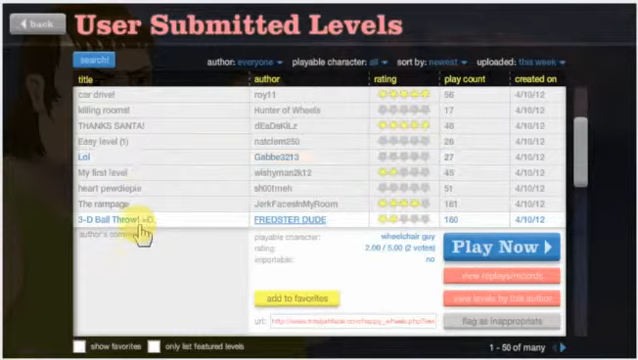 back
User Submitted Levels
search!
author: everyone playable character: all sort by: newest uploaded: this week
title author rating play count created on
car drive! roy11 56 4/10/12
killing rooms! Hunter of Wheels 17 4/10/12
THANKS SANTA! 4/10/12
Easy level (1) natclem250 26 4/10/12
Lol Gabbe3213 27 4/10/12
My first level wishyman2k12 45 4/10/12
heart pewdiepie sh00tmeh 51 4/10/12
The rampage JerkFacesInMyRoom 161 4/10/12
3-D Ball Throw! =D FREDSTER DUDE 160 4/10/12
author's
playable character: wheelchair guy
rating: 2.00 / 5.00 (2 votes)
importable: no
Play Now
view replays/records
add to favorites
view levels by this author
url:
flag as inappropriate
show favorites only list featured levels 1 - 50 of many